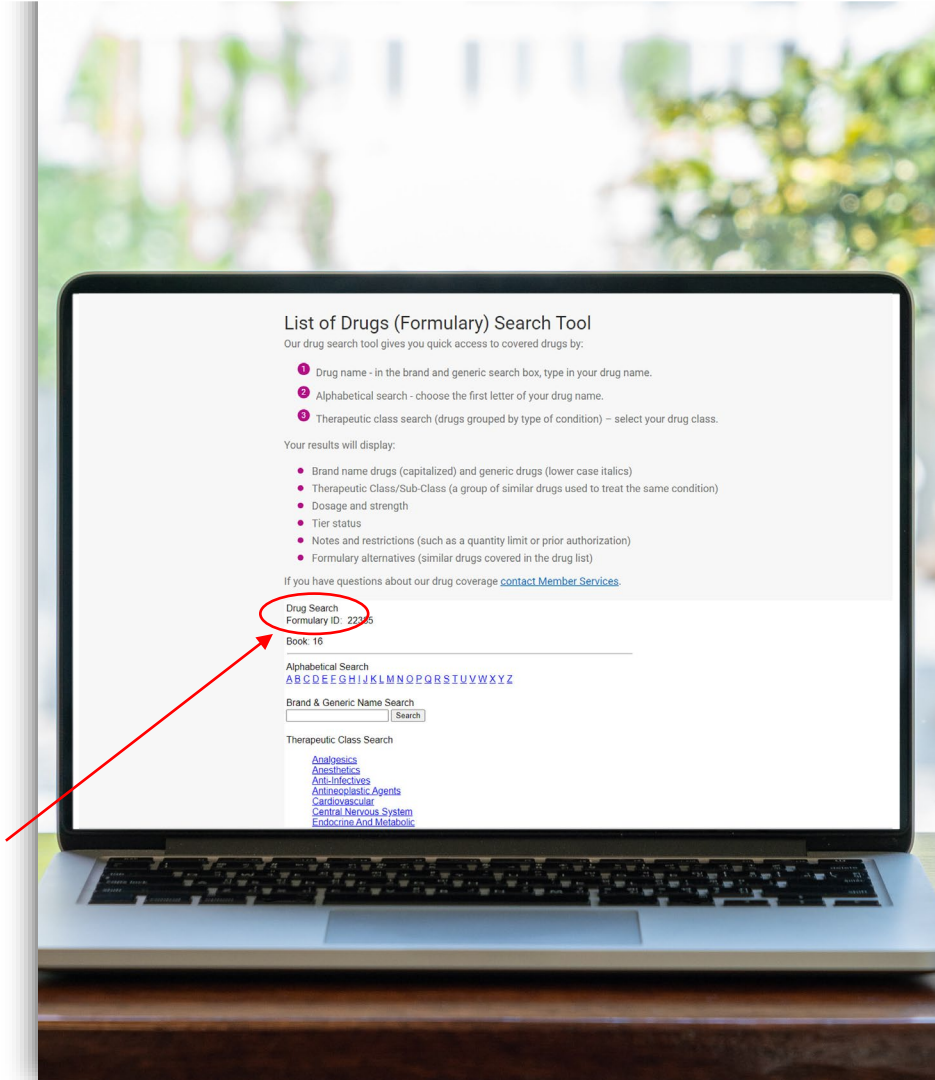 List of Drugs (Formulary) Search Tool
Our drug search tool gives you quick access to covered drugs by:
1 Drug name - in the brand and generic search box, type in your drug name.
2 Alphabetical search - choose the first letter of your drug name.
3 Therapeutic class search (drugs grouped by type of condition) – select your drug class.
Your results will display:
• Brand name drugs (capitalized) and generic drugs (lower case italics)
• Therapeutic Class/Sub-Class (a group of similar drugs used to treat the same condition)
• Dosage and strength
• Tier status
• Notes and restrictions (such as a quantity limit or prior authorization)
• Formulary alternatives (similar drugs covered in the drug list)
If you have questions about our drug coverage contact Member Services.
Drug Search
Formulary ID:
Book: 16
Alphabetical Search
A B C D E F G H I J K L M N O P Q R S T U V W X Y Z
Brand & Generic Name Search
Search
Therapeutic Class Search
Analgesics
Anesthetics
Anti-Infectives
Antineoplastic Agents
Cardiovascular
Central Nervous System
Endocrine And Metabolic